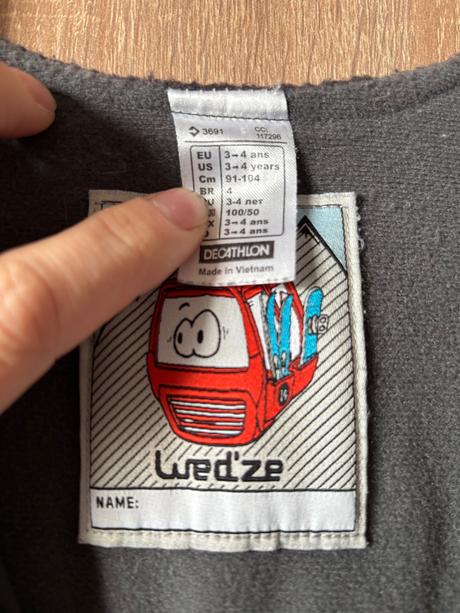 3691 CC:
117296
EU 3→4 ans
US 3→4 years
Cm 91-104
BR 4
3-4 лет
100/50
X 3→4 ans
3→4 ans
DECATHLON
Made in Vietnam
Wed'ze
NAME: